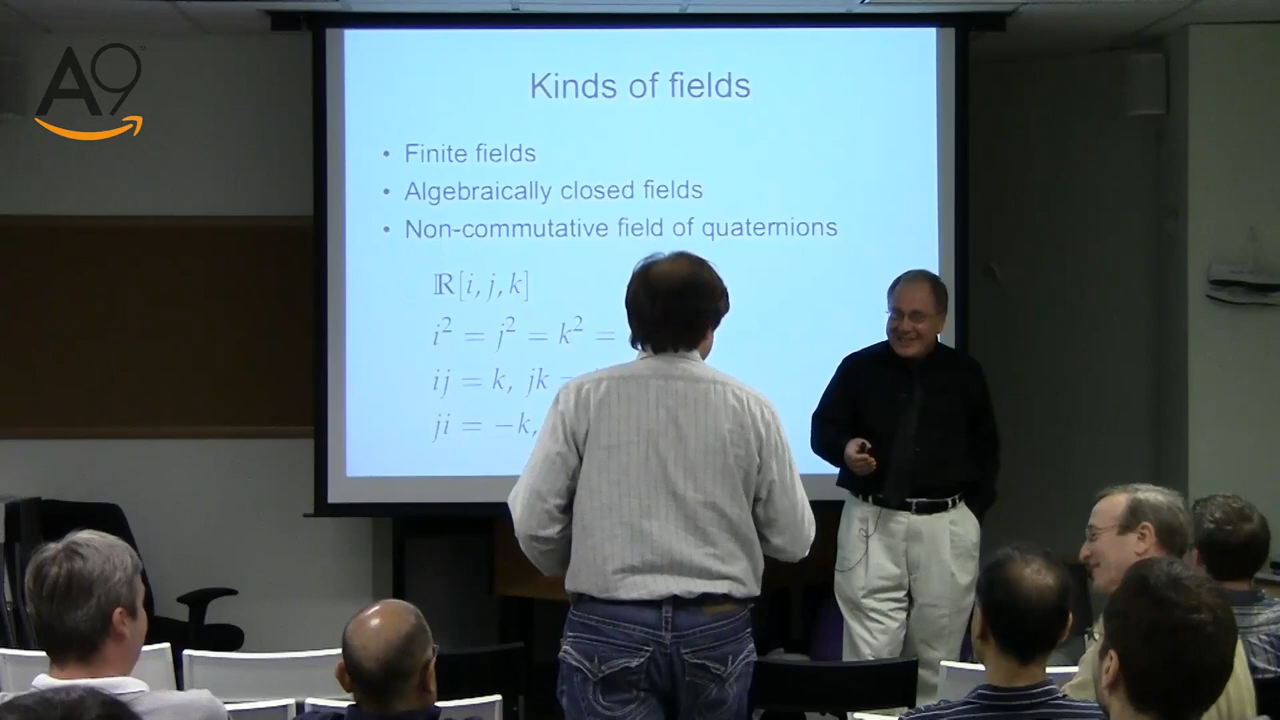 A9
Kinds of fields
• Finite fields
• Algebraically closed fields
• Non-commutative field of quaternions
ℝ[i, j, k]
i² = j² = k² =
ij = k, jk =
ji = −k,